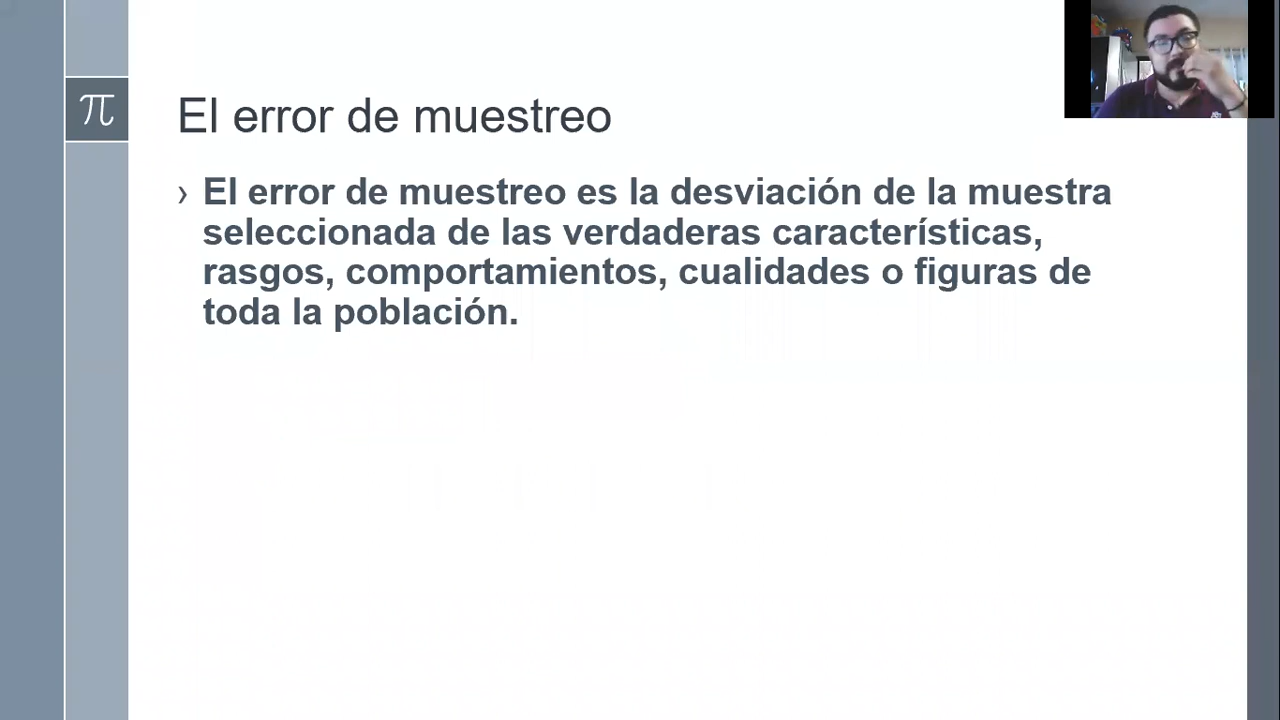 π
El error de muestreo
› El error de muestreo es la desviación de la muestra
seleccionada de las verdaderas características,
rasgos, comportamientos, cualidades o figuras de
toda la población.